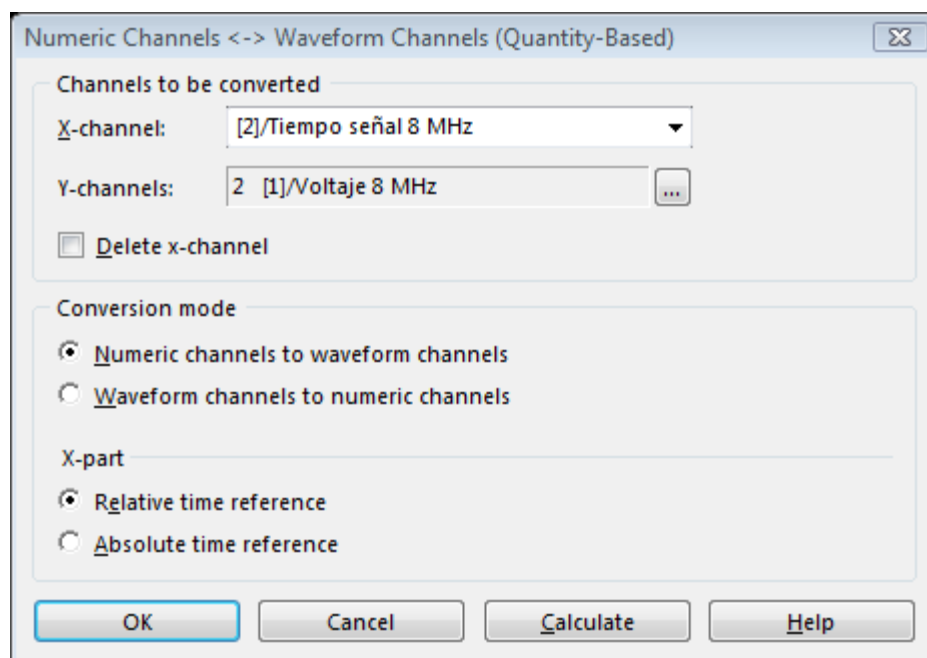 Numeric Channels <-> Waveform Channels (Quantity-Based)
Channels to be converted
X-channel: [2]/Tiempo señal 8 MHz
Y-channels: 2 [1]/Voltaje 8 MHz ...
Delete x-channel
Conversion mode
Numeric channels to waveform channels
Waveform channels to numeric channels
X-part
Relative time reference
Absolute time reference
OK Cancel Calculate Help